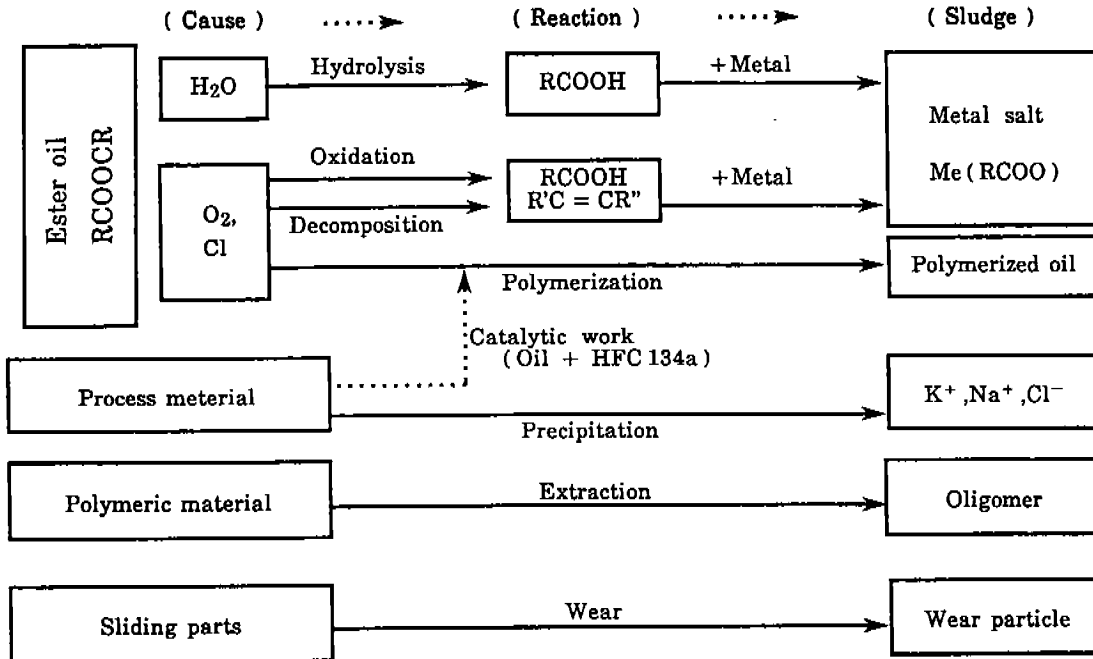 ( Cause ) ( Reaction ) ( Sludge )
Ester oil
RCOOCR
H₂O
Hydrolysis
RCOOH
+Metal
Metal salt
Me(RCOO)
O₂,
Cl
Oxidation
Decomposition
RCOOH
R'C = CR"
+Metal
Polymerization
Polymerized oil
Catalytic work
(Oil + HFC 134a)
Process meterial
Precipitation
K⁺,Na⁺,Cl⁻
Polymeric material
Extraction
Oligomer
Sliding parts
Wear
Wear particle